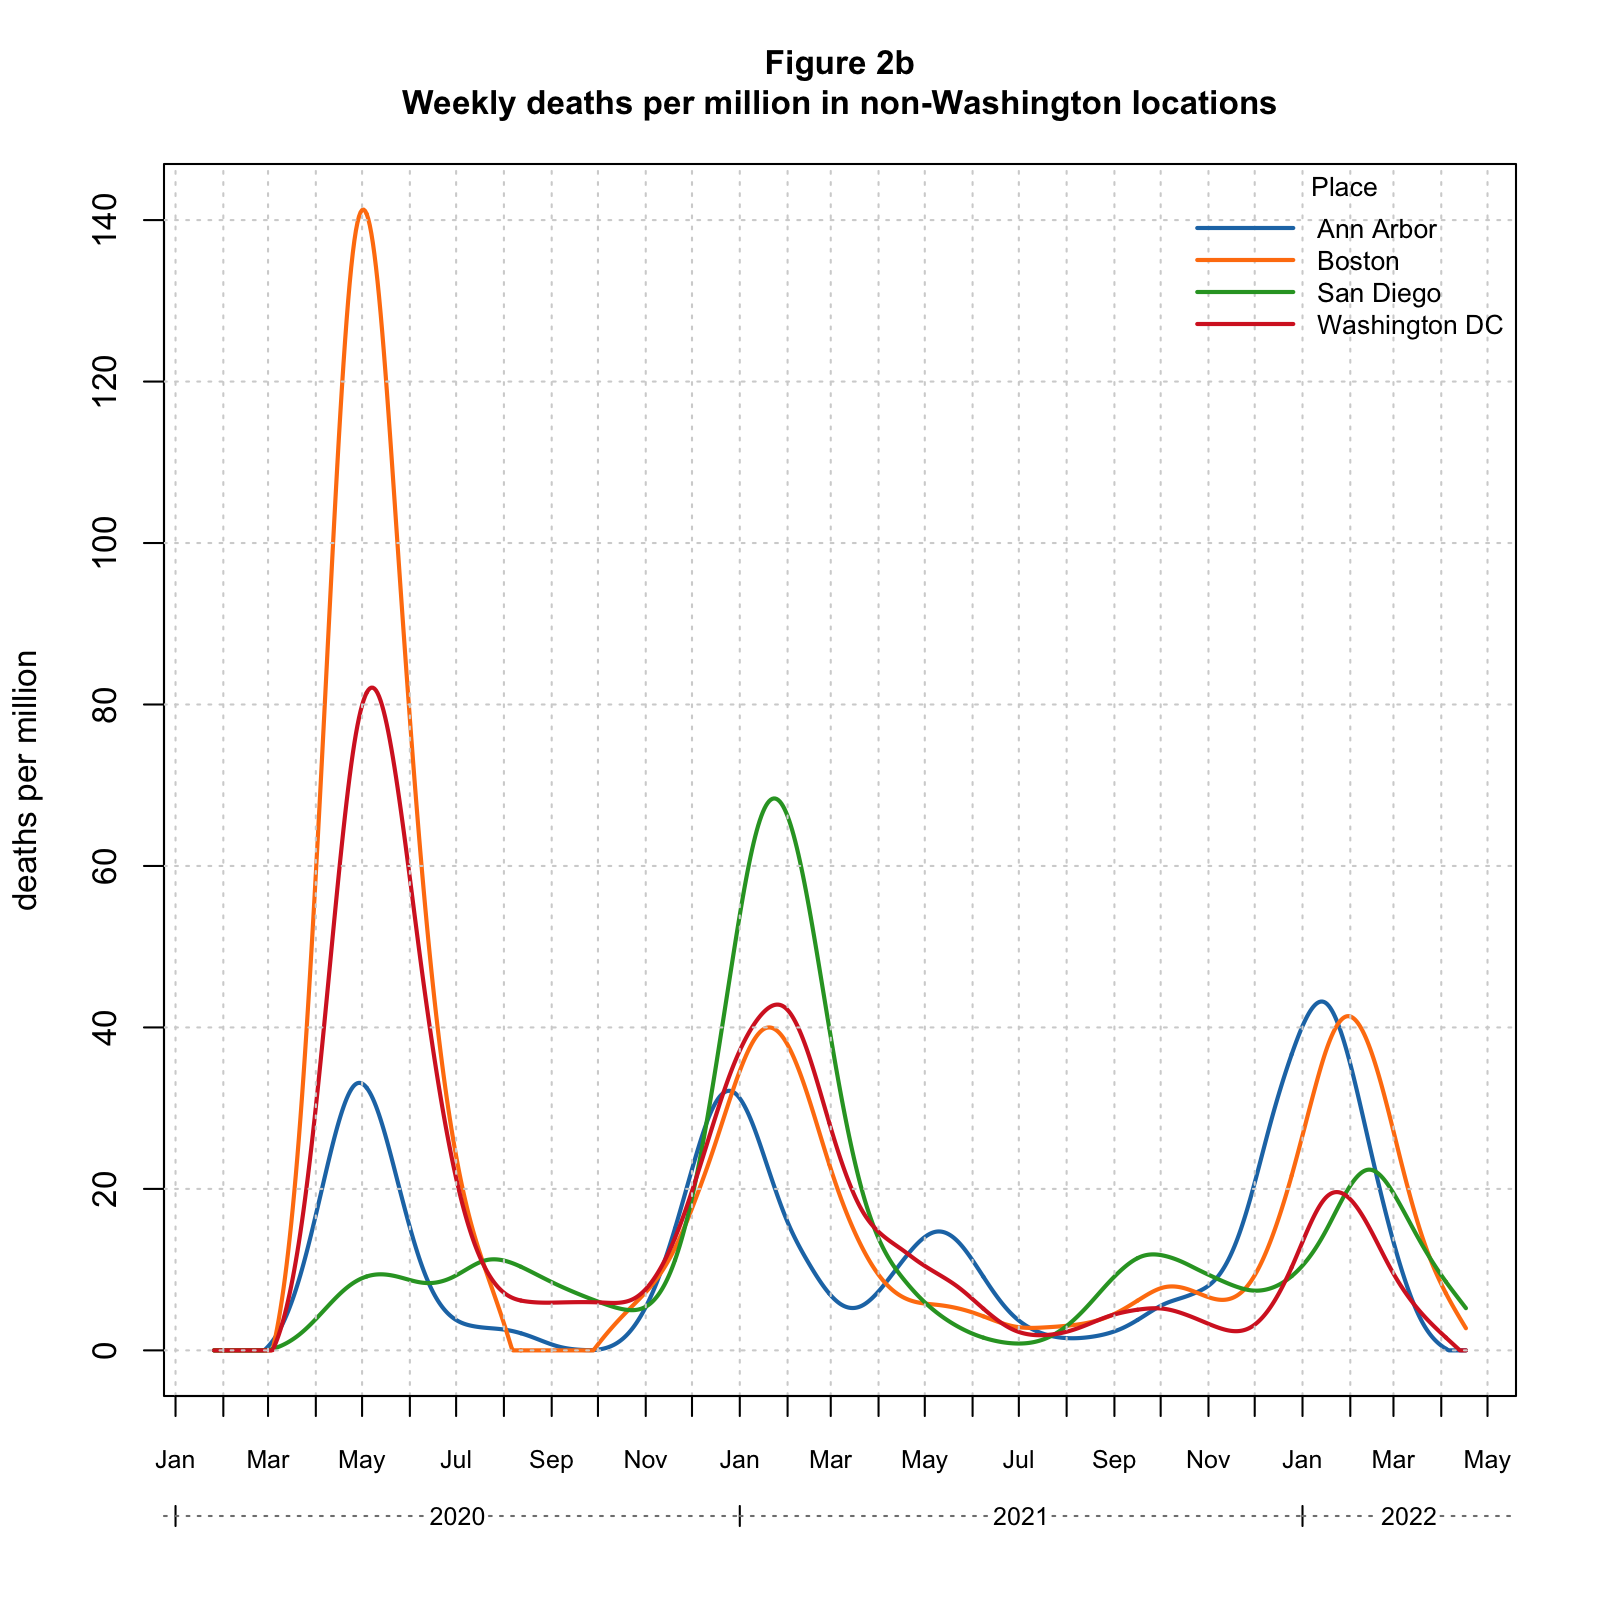 Figure 2b
Weekly deaths per million in non-Washington locations
Place
Ann Arbor
Boston
San Diego
Washington DC
deaths per million
140
120
100
80
60
40
20
0
Jan Mar May Jul Sep Nov Jan Mar May Jul Sep Nov Jan Mar May
2020 2021 2022